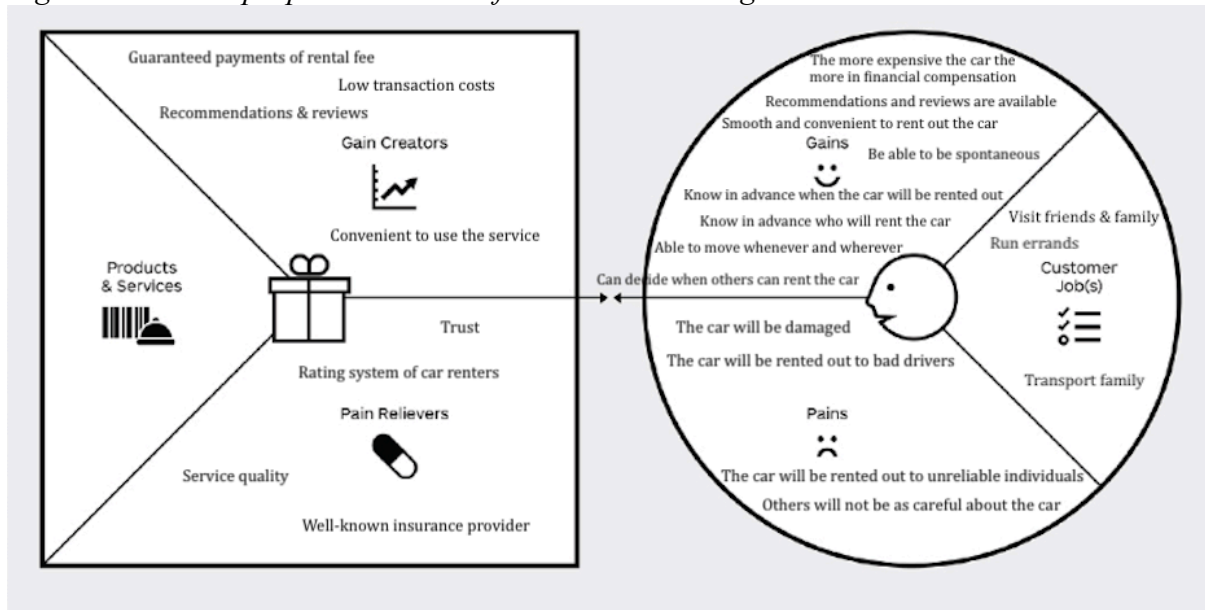 Guaranteed payments of rental fee
Low transaction costs
Recommendations & reviews
Gain Creators
Convenient to use the service
Products
& Services
Trust
Rating system of car renters
Pain Relievers
Service quality
Well-known insurance provider
The more expensive the car the
more in financial compensation
Recommendations and reviews are available
Smooth and convenient to rent out the car
Gains
Be able to be spontaneous
Know in advance when the car will be rented out
Know in advance who will rent the car
Able to move whenever and wherever
Can decide when others can rent the car
Visit friends & family
Run errands
Customer
Job(s)
Transport family
The car will be damaged
The car will be rented out to bad drivers
Pains
The car will be rented out to unreliable individuals
Others will not be as careful about the car